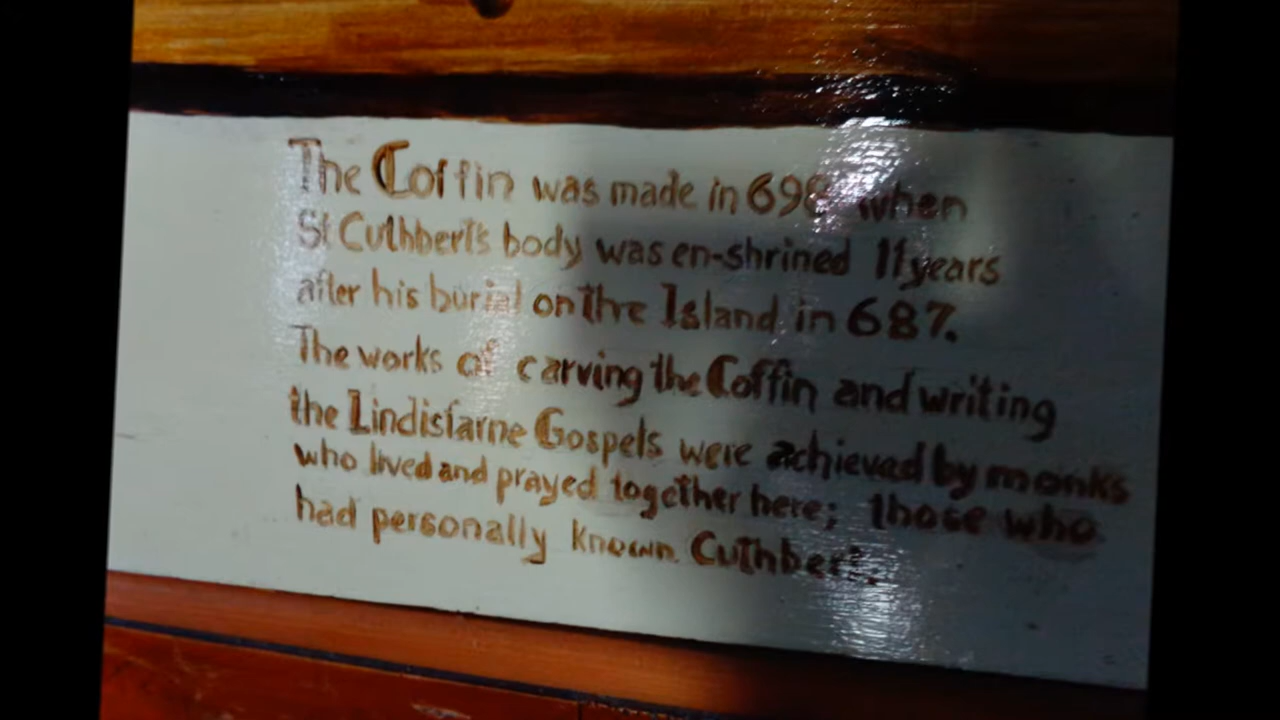 The Coffin was made in 698 when
St Cuthbert's body was en-shrined 11 years
after his burial on the Island in 687.
The works of carving the Coffin and writing
the Lindisfarne Gospels were achieved by monks
who lived and prayed together here; those who
had personally known Cuthbert.